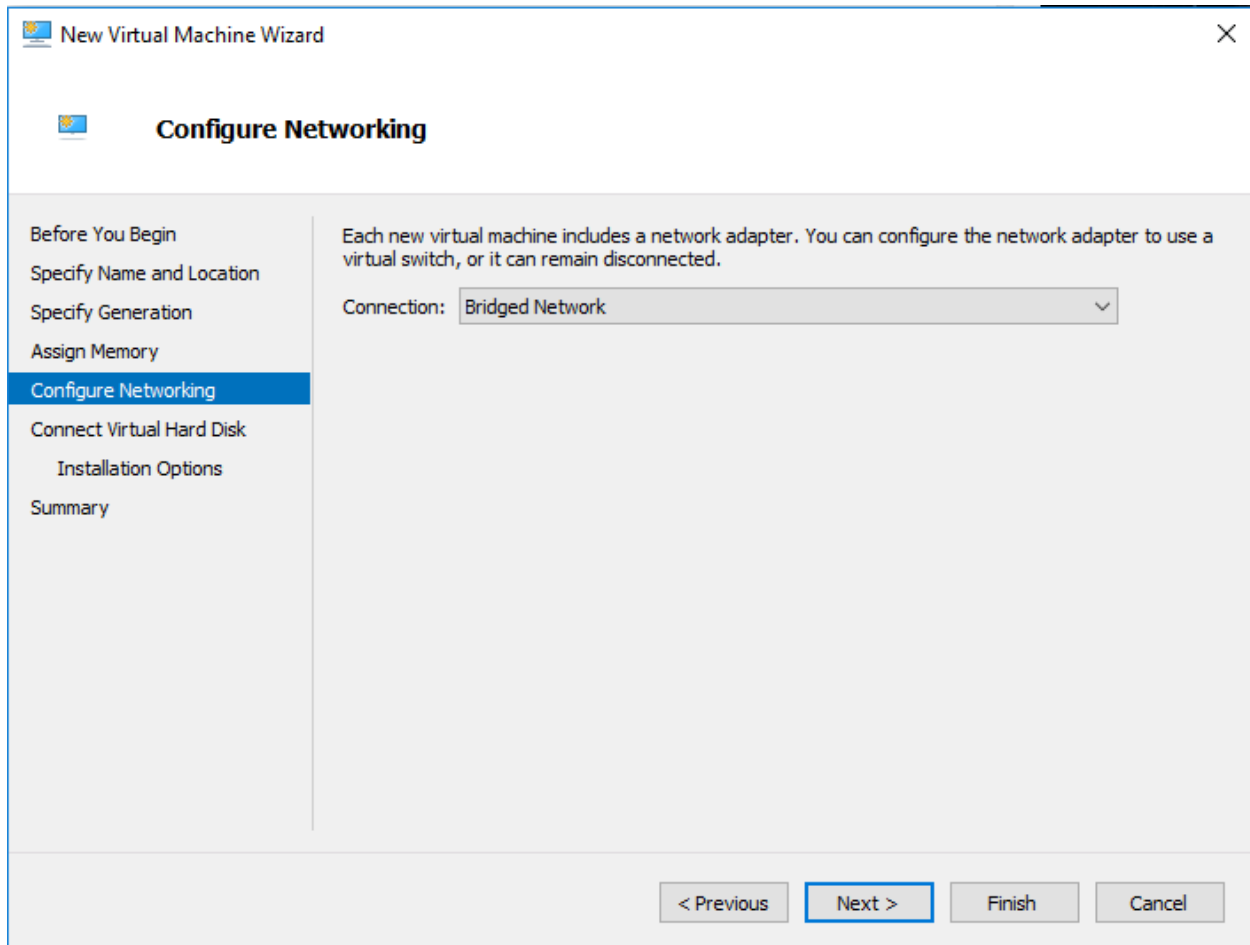 New Virtual Machine Wizard
Configure Networking
Before You Begin
Specify Name and Location
Specify Generation
Assign Memory
Configure Networking
Connect Virtual Hard Disk
Installation Options
Summary
Each new virtual machine includes a network adapter. You can configure the network adapter to use a
virtual switch, or it can remain disconnected.
Connection: Bridged Network
< Previous
Next >
Finish
Cancel